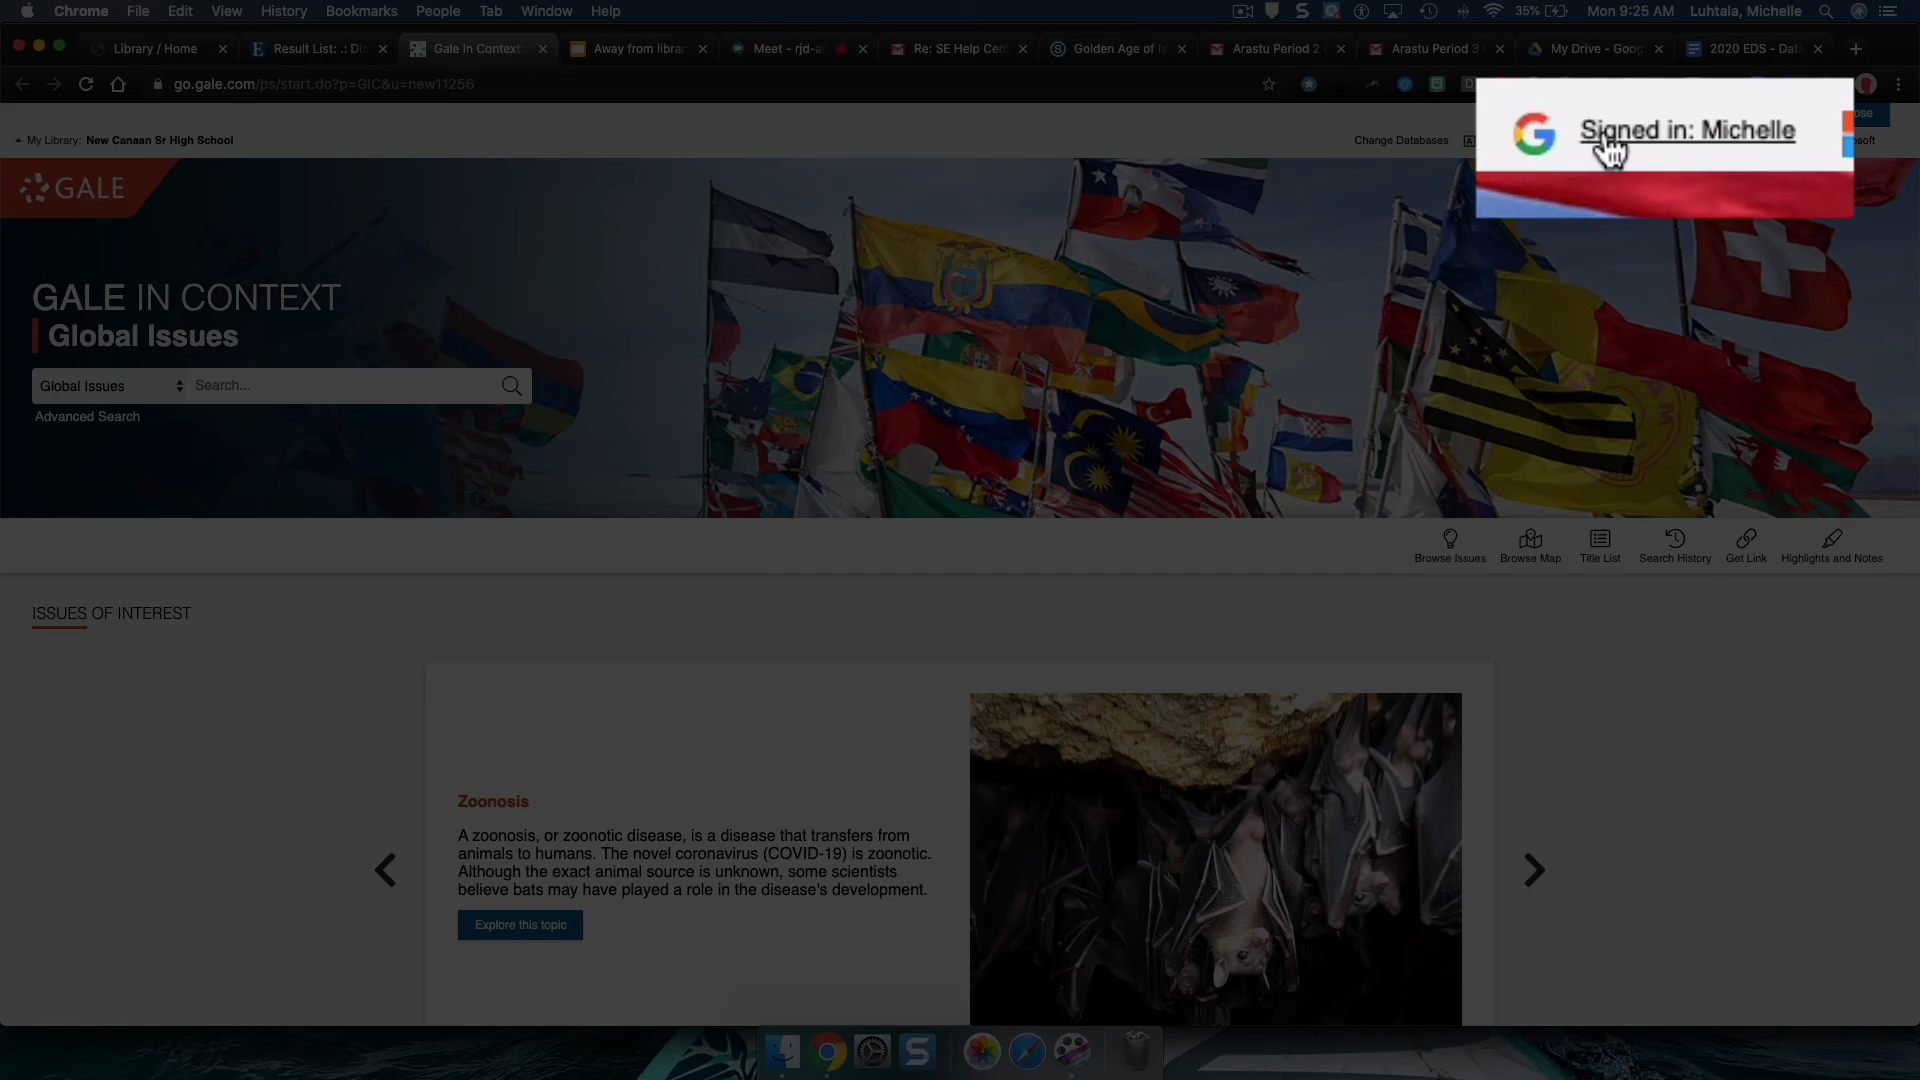 Chrome File Edit View History Bookmarks People Tab Window Help 35% Mon 9:25 AM Luhtala, Michelle
Library / Home Result List: .: Dis Gale In Context: Away from librar Meet - rjd-a Re: SE Help Cen Golden Age of Is Arastu Period 2 Arastu Period 3 My Drive - Goog 2020 EDS - Data
go.gale.com/ps/start.do?p=GIC&u=new11256
My Library: New Canaan Sr High School Change Databases
Signed in: Michelle
GALE
GALE IN CONTEXT
Global Issues
Global Issues Search...
Advanced Search
Browse Issues Browse Map Title List Search History Get Link Highlights and Notes
ISSUES OF INTEREST
Zoonosis
A zoonosis, or zoonotic disease, is a disease that transfers from
animals to humans. The novel coronavirus (COVID-19) is zoonotic.
Although the exact animal source is unknown, some scientists
believe bats may have played a role in the disease's development.
Explore this topic